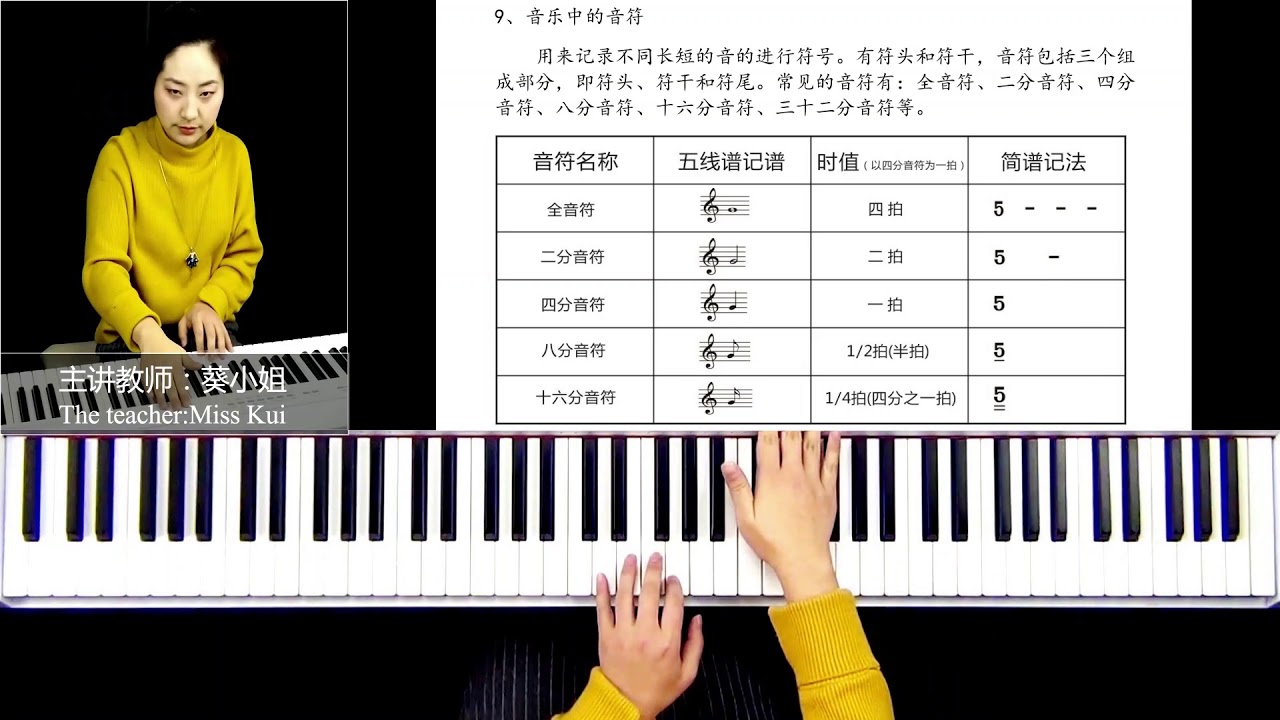 9、音乐中的音符
用来记录不同长短的音的进行符号。有符头和符干，音符包括三个组
成部分，即符头、符干和符尾。常见的音符有：全音符、二分音符、四分
音符、八分音符、十六分音符、三十二分音符等。
音符名称 五线谱记谱 时值（以四分音符为一拍） 简谱记法
全音符 四 拍 5 - - -
二分音符 二 拍 5 -
四分音符 一 拍 5
八分音符 1/2拍(半拍) 5
十六分音符 1/4拍(四分之一拍) 5
主讲教师：葵小姐
The teacher:Miss Kui